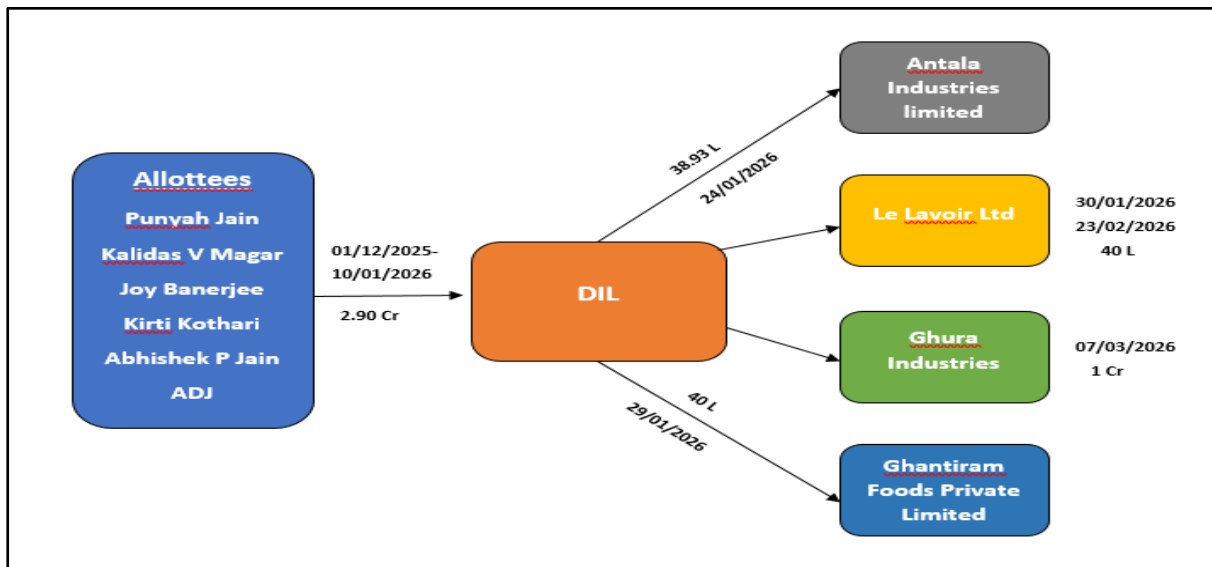 Allottees
Punyah Jain
Kalidas V Magar
Joy Banerjee
Kirti Kothari
Abhishek P Jain
ADJ
01/12/2025-
10/01/2026
2.90 Cr
DIL
38.93 L
24/01/2026
40 L
29/01/2026
Antala
Industries
limited
Le Lavoir Ltd
30/01/2026
23/02/2026
40 L
Ghura
Industries
07/03/2026
1 Cr
Ghantiram
Foods Private
Limited